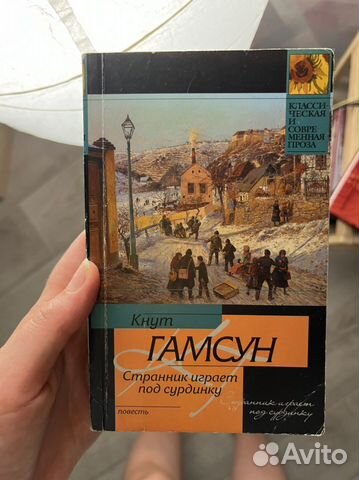 КЛАССИ-
ЧЕСКАЯ И
СОВРЕ-
МЕННАЯ
ПРОЗА
Кнут
ГАМСУН
Странник играет
под сурдинку
повесть
Странник играет
под сурдинку
Avito